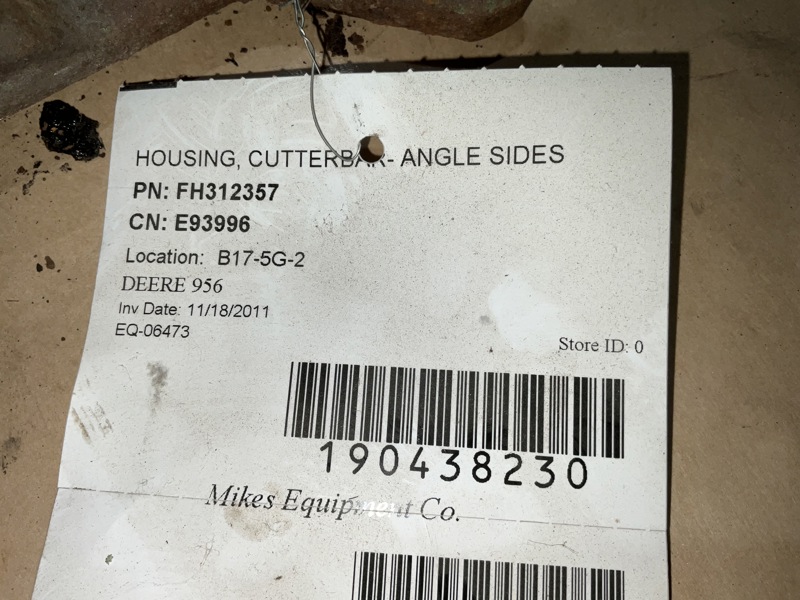 HOUSING, CUTTERBAR- ANGLE SIDES
PN: FH312357
CN: E93996
Location: B17-5G-2
DEERE 956
Inv Date: 11/18/2011
EQ-06473
Store ID: 0
190438230
Mikes Equipment Co.